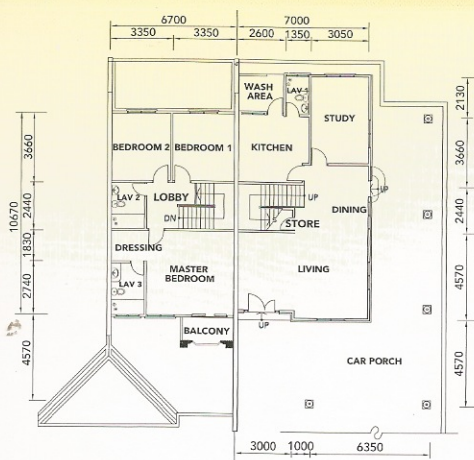 6700
7000
3350
3350
2600
1350
3050
WASH
AREA
LAV 1
STUDY
2130
3660
BEDROOM 2
BEDROOM 1
KITCHEN
3660
10670
2440
LAV 2
LOBBY
UP
DINING
2440
DN
STORE
1830
DRESSING
2740
LAV 3
MASTER
BEDROOM
LIVING
4570
4570
BALCONY
UP
CAR PORCH
4570
3000
1000
6350